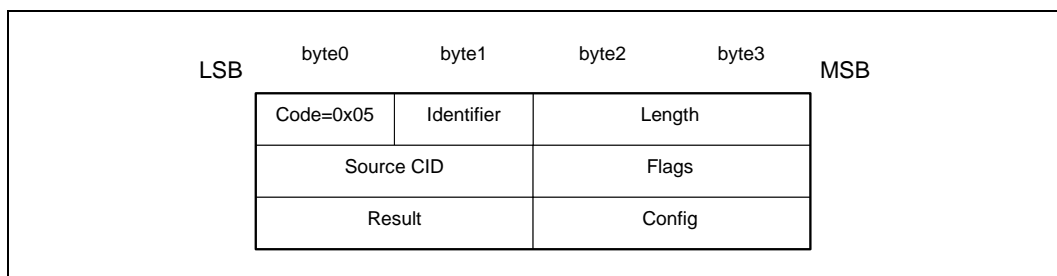 byte0 byte1 byte2 byte3
LSB MSB
Code=0x05 Identifier Length
Source CID Flags
Result Config